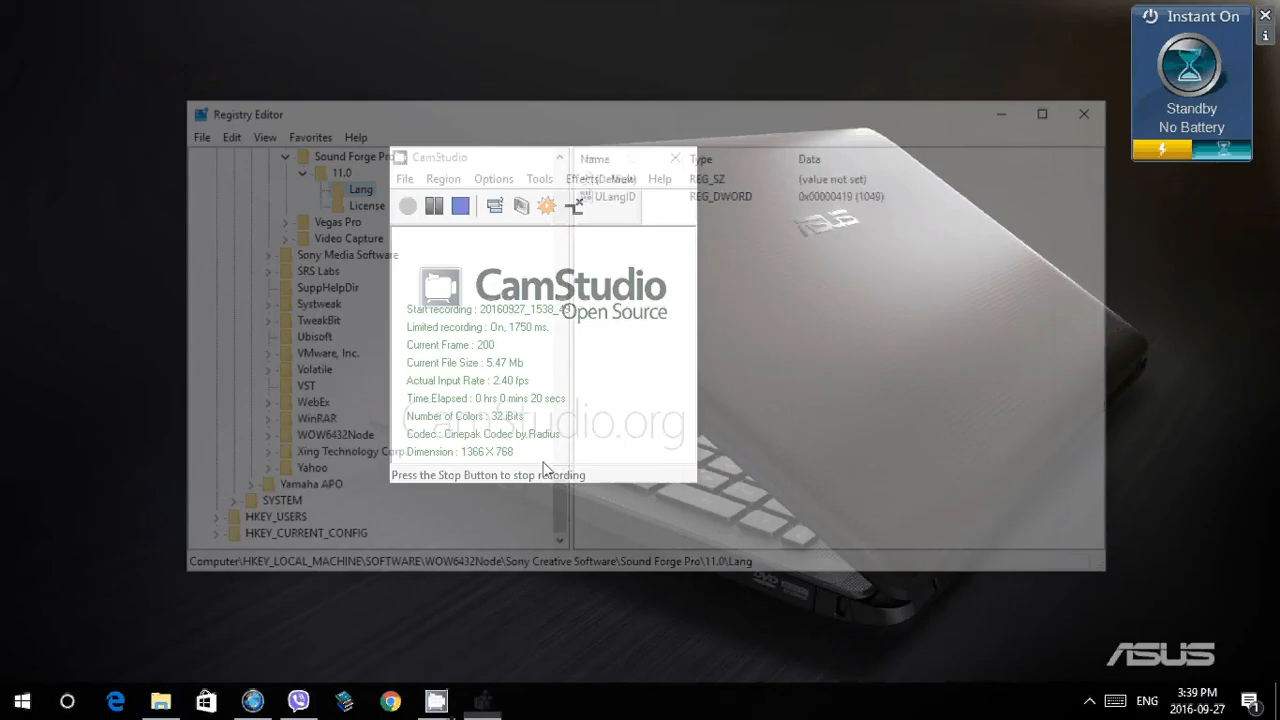 Instant On
Standby
No Battery
Registry Editor
File Edit View Favorites Help
Sound Forge Pro
11.0
Lang
License
Vegas Pro
Video Capture
Sony Media Software
SRS Labs
SuppHelpDir
Systweak
TweakBit
Ubisoft
VMware, Inc.
Volatile
VST
WebEx
WinRAR
WOW6432Node
Xing Technology Corp.
Yahoo
Yamaha APO
SYSTEM
HKEY_USERS
HKEY_CURRENT_CONFIG
Name Type Data
(Default) REG_SZ (value not set)
ULangID REG_DWORD 0x00000419 (1049)
Computer\HKEY_LOCAL_MACHINE\SOFTWARE\WOW6432Node\Sony Creative Software\Sound Forge Pro\11.0\Lang
CamStudio
File Region Options Tools Effects View Help
CamStudio
Open Source
Start recording : 20160927_1538_49
Limited recording : On, 1750 ms.
Current Frame : 200
Current File Size : 5.47 Mb
Actual Input Rate : 2.40 fps
Time Elapsed : 0 hrs 0 mins 20 secs
Number of Colors : 32 Bits
Codec : Cinepak Codec by Radius
Dimension : 1366 X 768
CamStudio.org
Press the Stop Button to stop recording
ASUS
DVD
ASUS
ENG
3:39 PM
2016-09-27